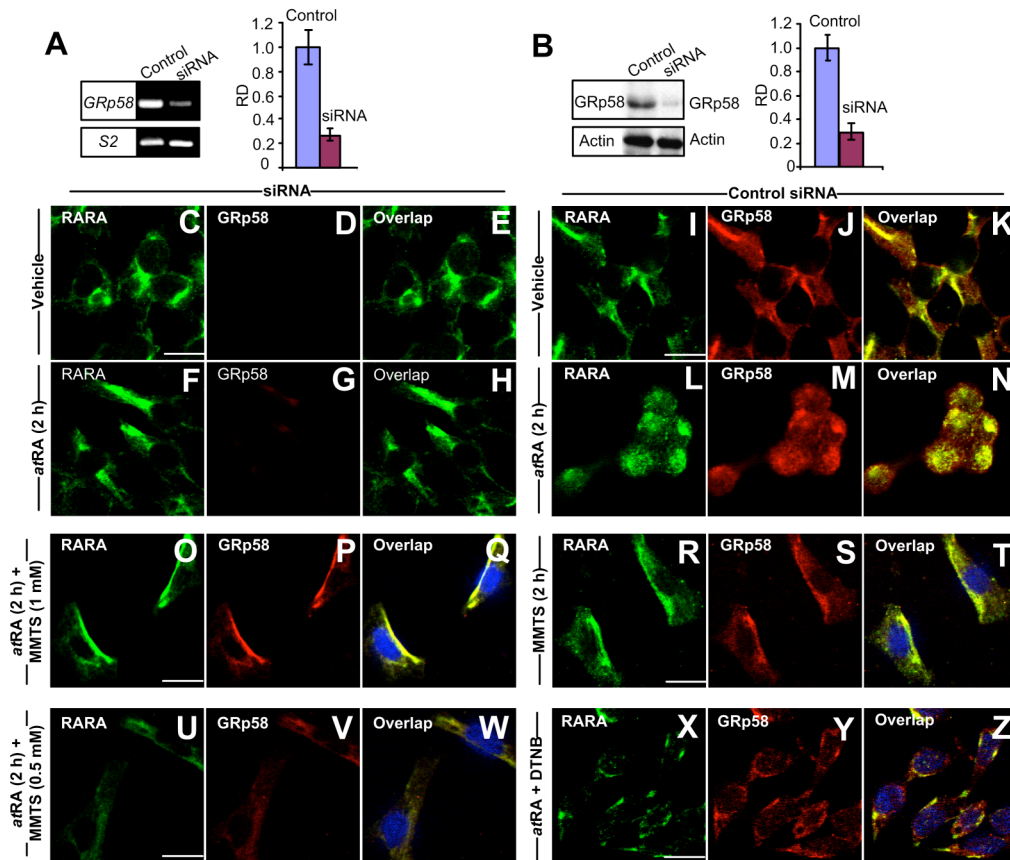 A
Control
siRNA
GRp58
S2
Control
siRNA
RD
1.2
1.0
0.8
0.6
0.4
0.2
0
B
Control
siRNA
GRp58
GRp58
Actin
Actin
Control
siRNA
RD
1.2
1.0
0.8
0.6
0.4
0.2
0
siRNA
Control siRNA
Vehicle
RARA C
GRp58 D
Overlap E
Vehicle
RARA I
GRp58 J
Overlap K
atRA (2 h)
RARA F
GRp58 G
Overlap H
atRA (2 h)
RARA L
GRp58 M
Overlap N
atRA (2 h) +
MMTS (1 mM)
RARA O
GRp58 P
Overlap Q
MMTS (2 h)
RARA R
GRp58 S
Overlap T
atRA (2 h) +
MMTS (0.5 mM)
RARA U
GRp58 V
Overlap W
atRA + DTNB
RARA X
GRp58 Y
Overlap Z